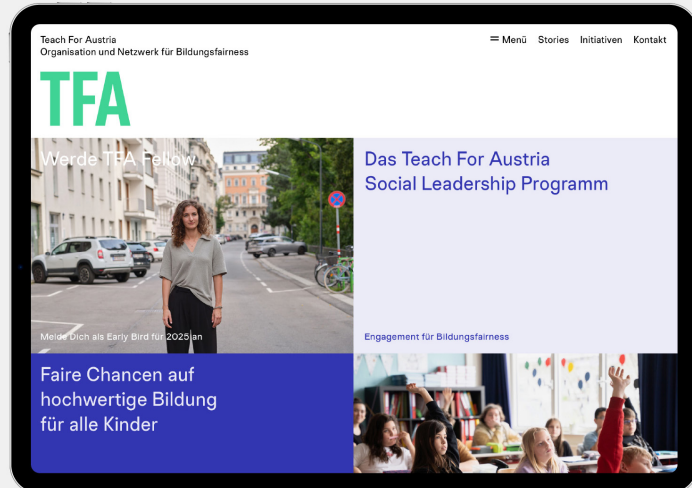 Teach For Austria
Organisation und Netzwerk für Bildungsfairness
Menü Stories Initiativen Kontakt
TFA
Werde TFA Fellow
Melde Dich als Early Bird für 2025 an
Das Teach For Austria
Social Leadership Programm
Engagement für Bildungsfairness
Faire Chancen auf
hochwertige Bildung
für alle Kinder